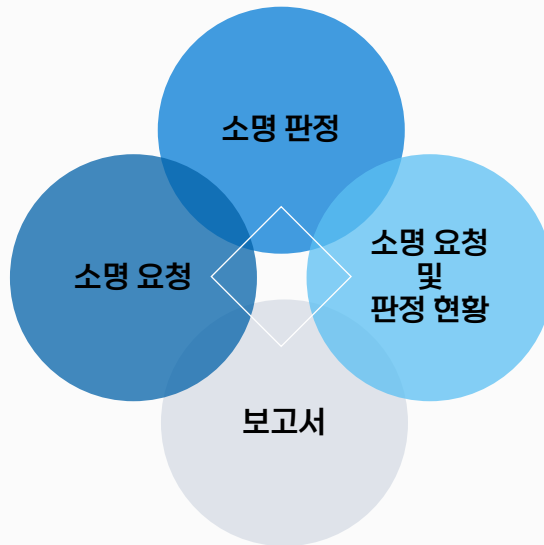 소명 판정
소명 요청
소명 요청
및
판정 현황
보고서